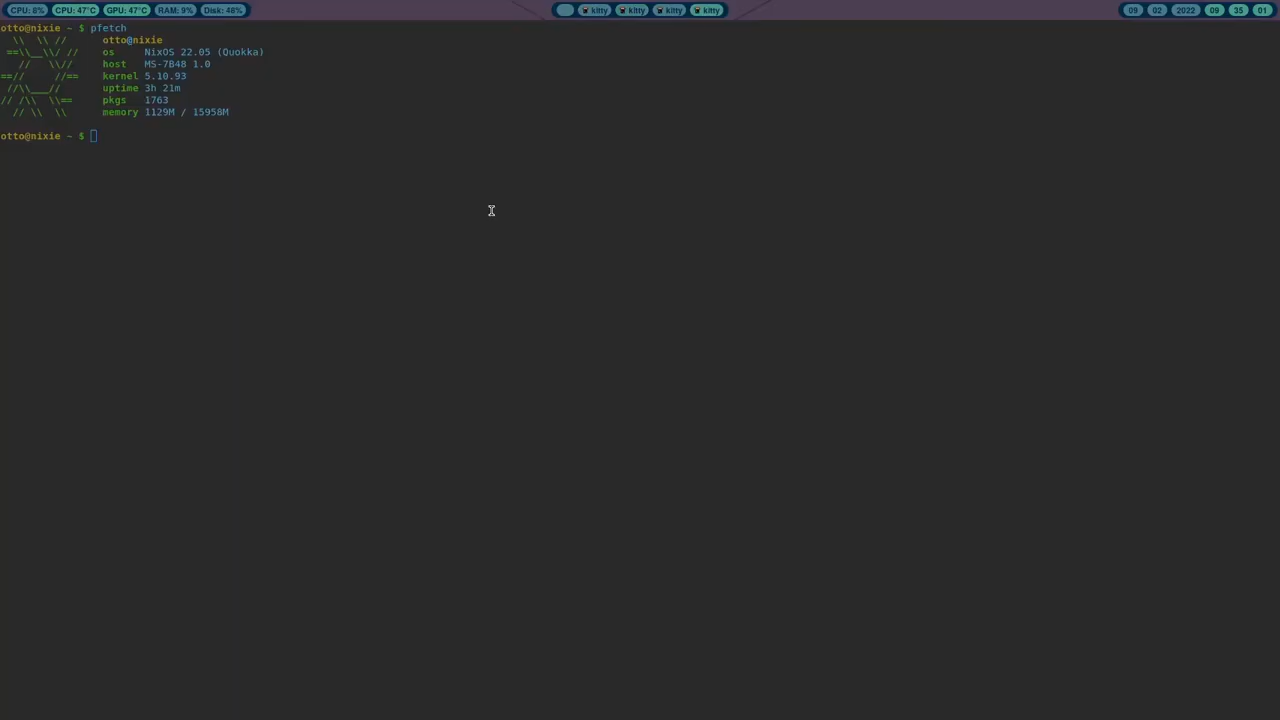 CPU: 8% CPU: 47°C GPU: 47°C RAM: 9% Disk: 48% kitty kitty kitty kitty 09 02 2022 09 35 01
otto@nixie ~ $ pfetch
  \\  \\ //      otto@nixie
 ==\\__\\/ //    os     NixOS 22.05 (Quokka)
   //   \\//     host   MS-7B48 1.0
==//     //==    kernel 5.10.93
 //\\___//       uptime 3h 21m
// /\\  \\==     pkgs   1763
  // \\  \\      memory 1129M / 15958M
otto@nixie ~ $